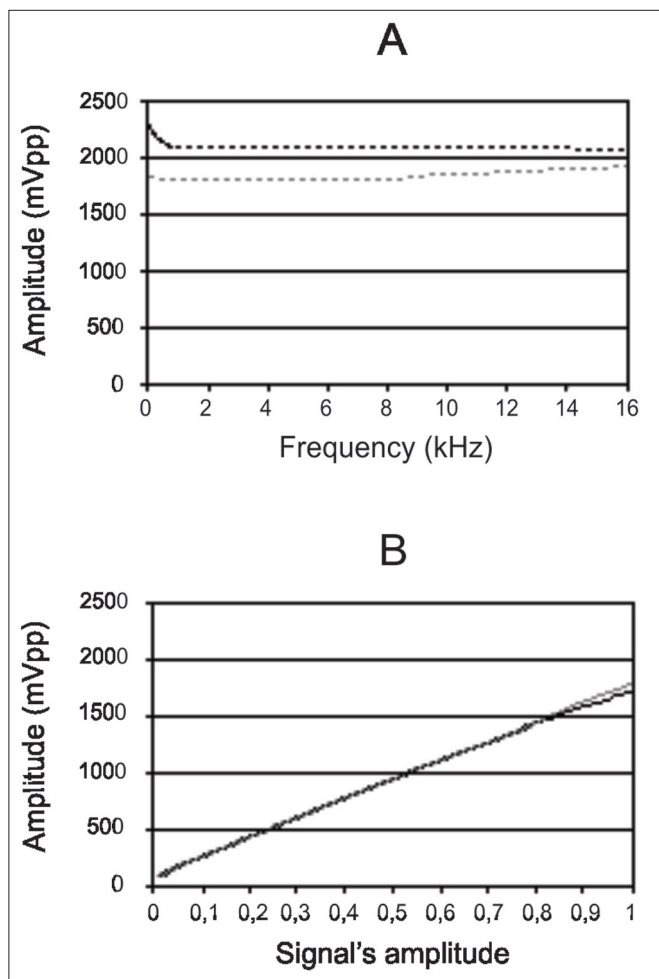 A
Amplitude (mVpp)
2500
2000
1500
1000
500
0
0 2 4 6 8 10 12 14 16
Frequency (kHz)
B
Amplitude (mVpp)
2500
2000
1500
1000
500
0
0 0,1 0,2 0,3 0,4 0,5 0,6 0,7 0,8 0,9 1
Signal's amplitude